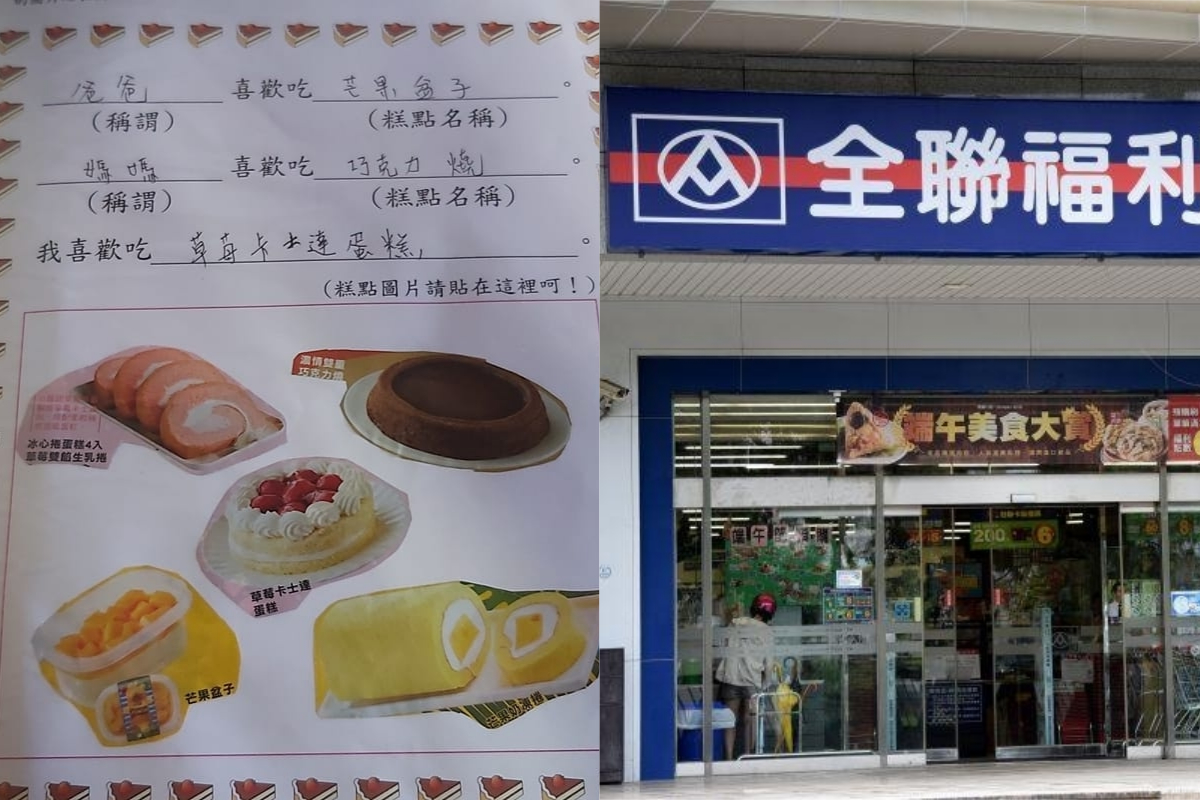 爸爸 喜歡吃 芒果盆子 。
(稱謂) (糕點名稱)
媽媽 喜歡吃 巧克力燒 。
(稱謂) (糕點名稱)
我喜歡吃 草莓卡士達蛋糕, 。
(糕點圖片請貼在這裡呵！)
濃情雙層
巧克力燒
冰心捲蛋糕4入
草莓雙餡生乳捲
草莓卡士達
蛋糕
芒果盆子
全聯福利
端午美食大賞
200
6